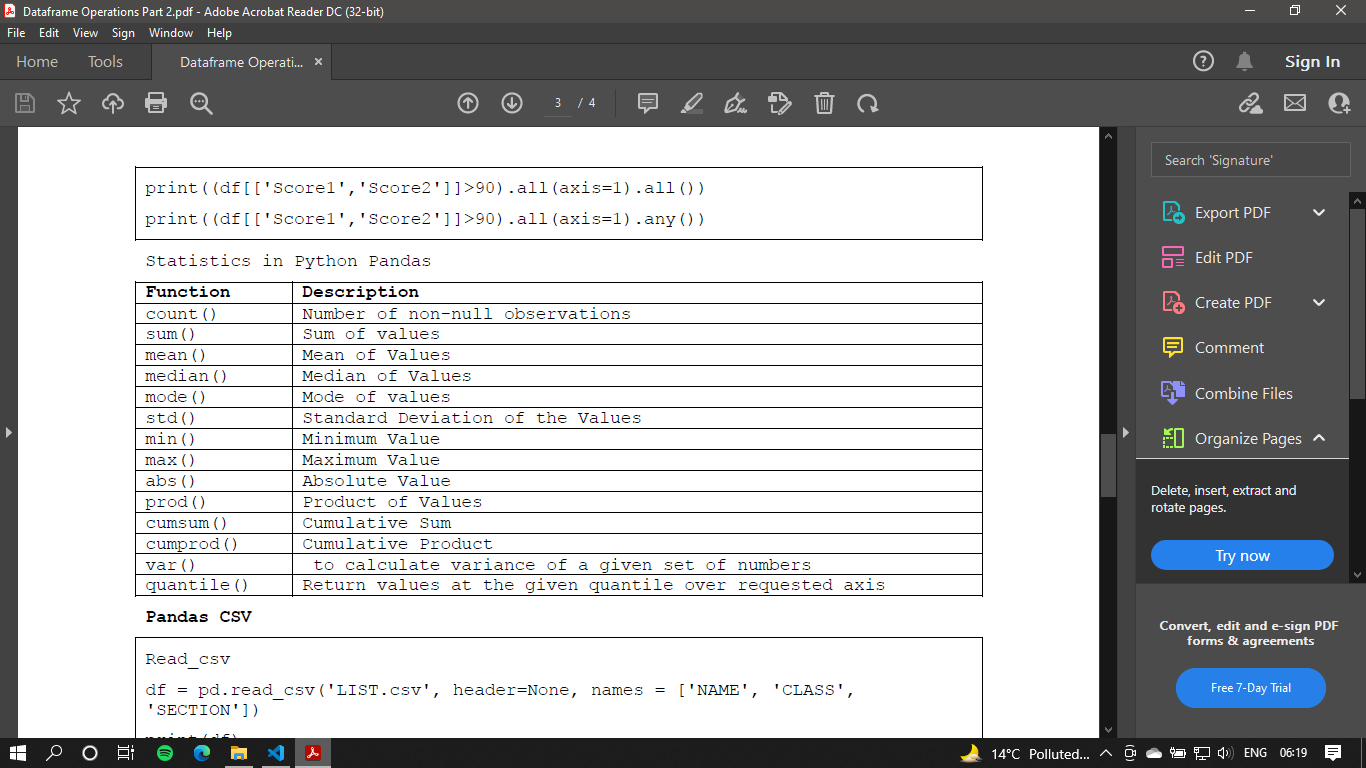 Dataframe Operations Part 2.pdf - Adobe Acrobat Reader DC (32-bit)
File Edit View Sign Window Help
Home Tools Dataframe Operati... × Sign In
3 / 4
print((df[['Score1','Score2']]>90).all(axis=1).all())
print((df[['Score1','Score2']]>90).all(axis=1).any())
Statistics in Python Pandas
Function Description
count() Number of non-null observations
sum() Sum of values
mean() Mean of Values
median() Median of Values
mode() Mode of values
std() Standard Deviation of the Values
min() Minimum Value
max() Maximum Value
abs() Absolute Value
prod() Product of Values
cumsum() Cumulative Sum
cumprod() Cumulative Product
var() to calculate variance of a given set of numbers
quantile() Return values at the given quantile over requested axis
Pandas CSV
Read_csv
df = pd.read_csv('LIST.csv', header=None, names = ['NAME', 'CLASS',
'SECTION'])
Search 'Signature'
Export PDF
Edit PDF
Create PDF
Comment
Combine Files
Organize Pages
Delete, insert, extract and
rotate pages.
Try now
Convert, edit and e-sign PDF
forms & agreements
Free 7-Day Trial
14°C Polluted... ENG 06:19